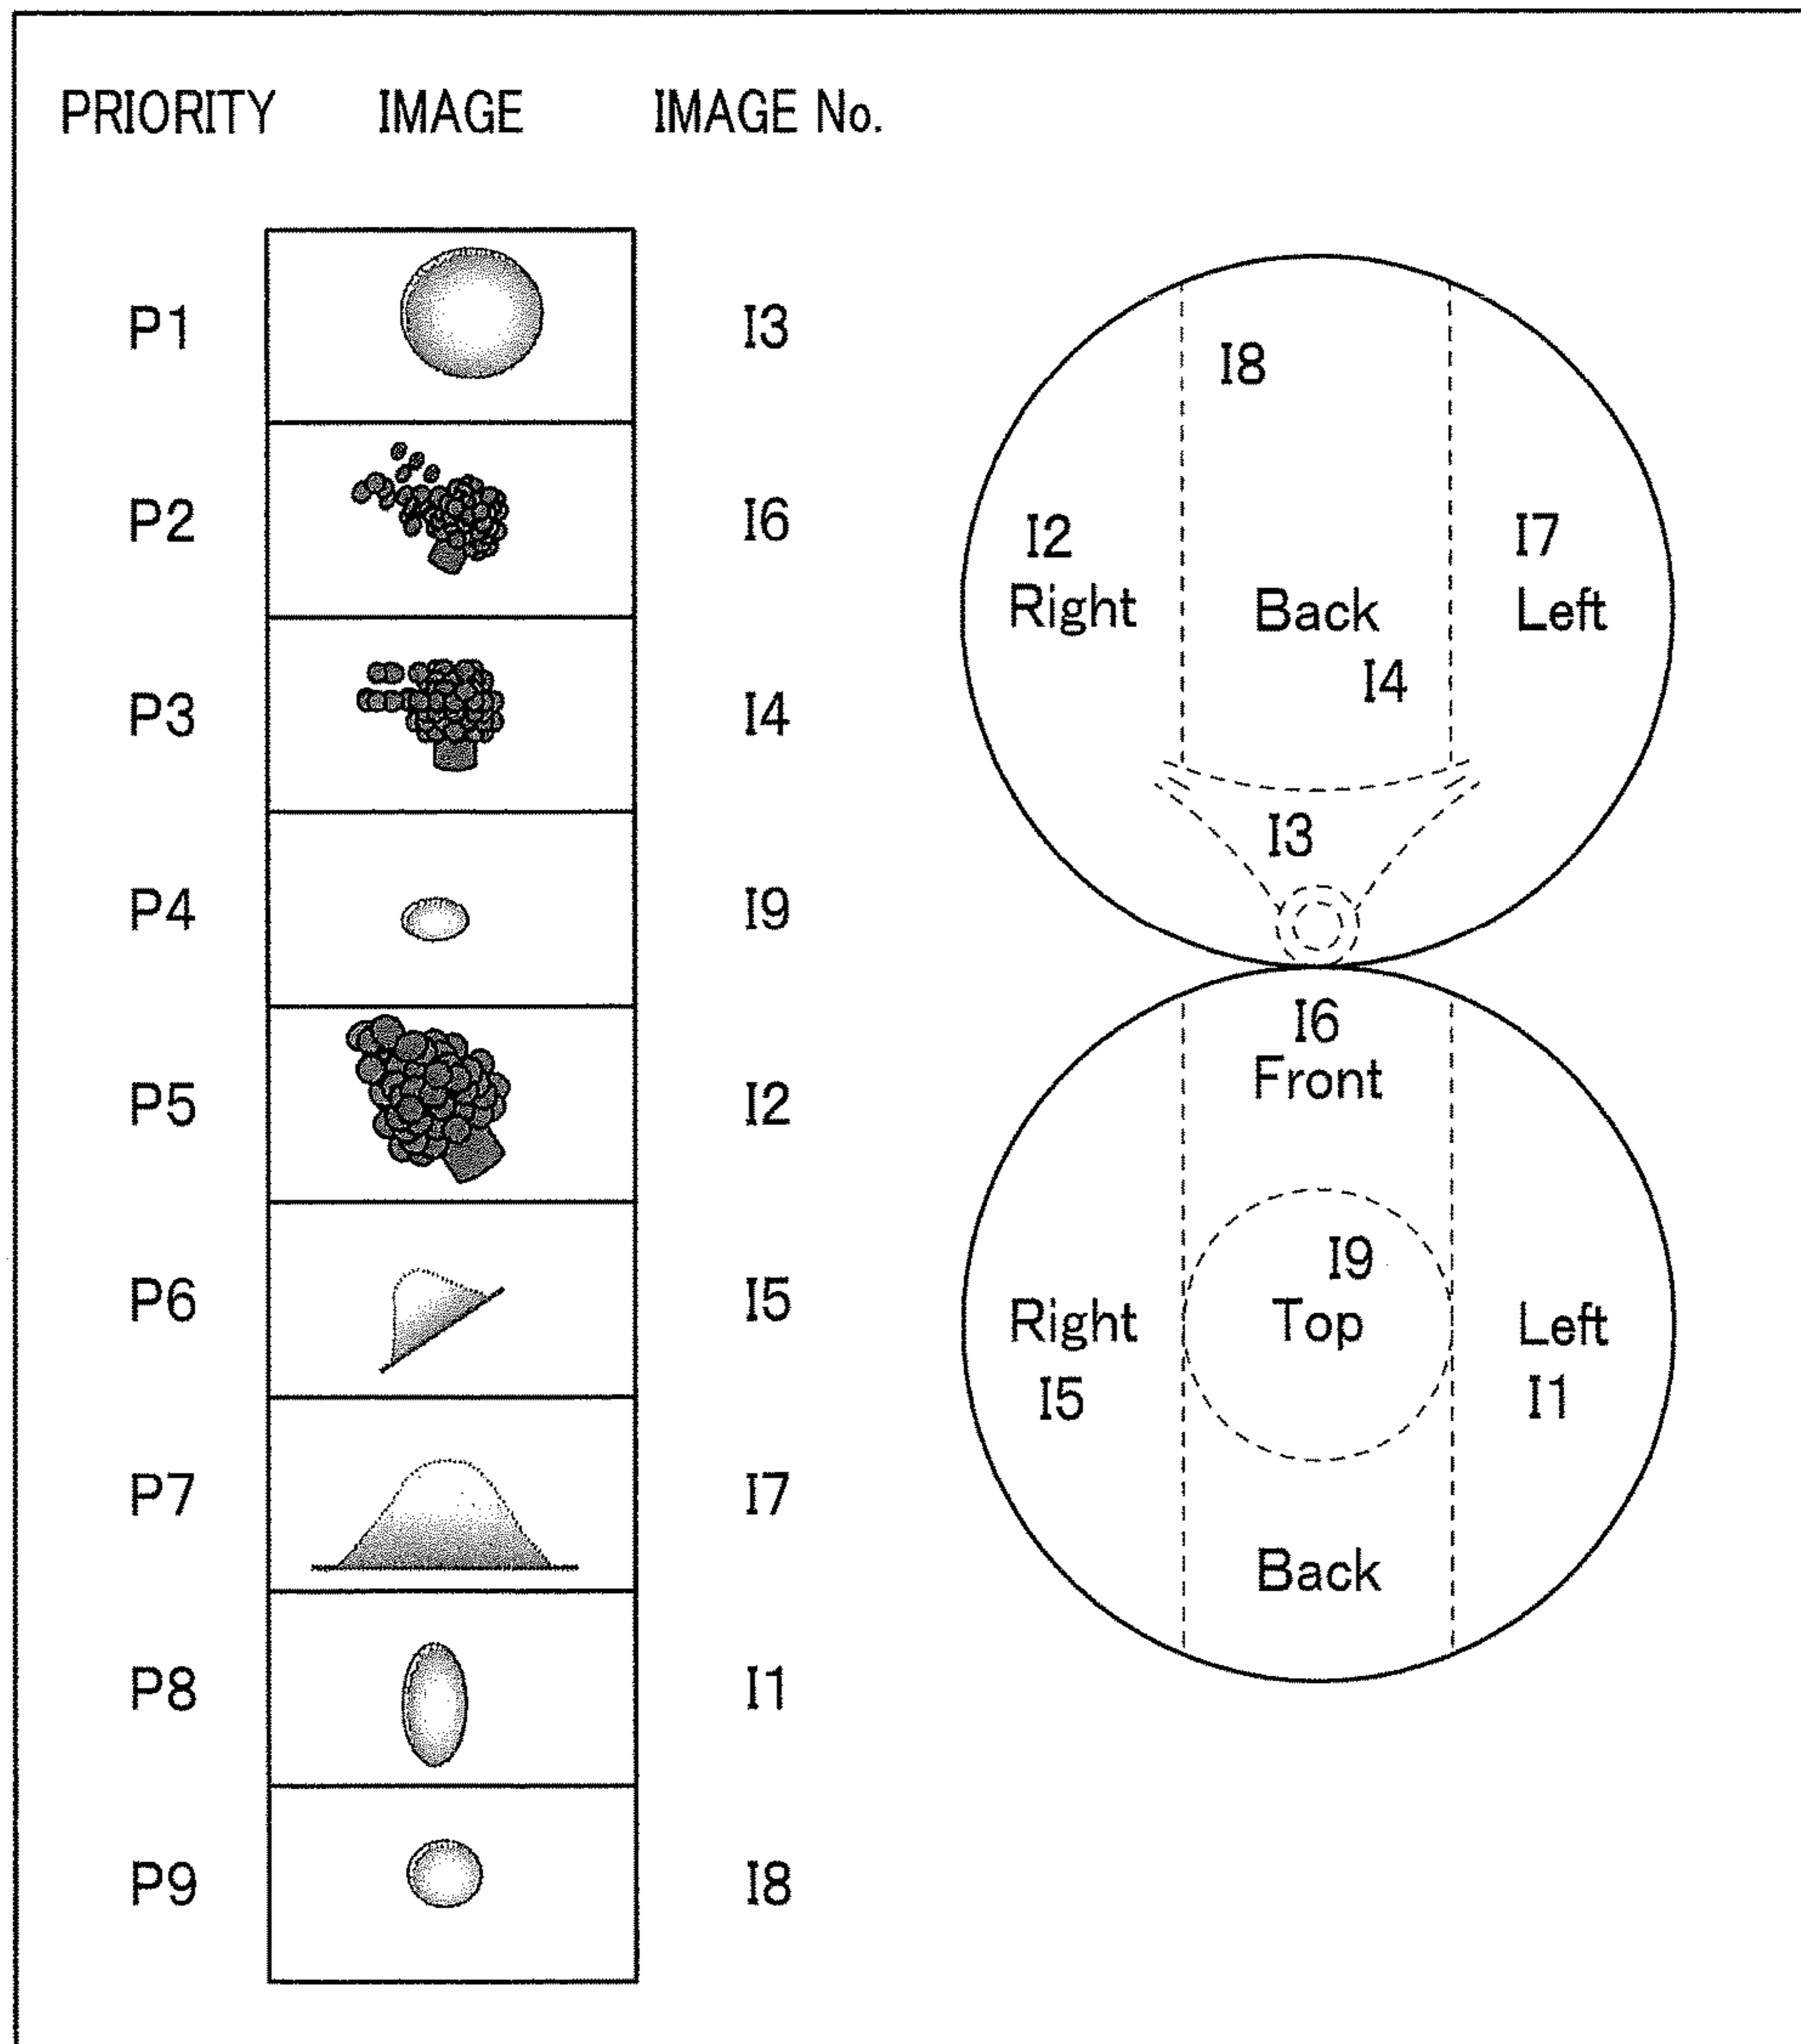 PRIORITY IMAGE IMAGE No.
P1 I3
P2 I6
P3 I4
P4 I9
P5 I2
P6 I5
P7 I7
P8 I1
P9 I8
I8
I2 I7
Right Back Left
I4
I3
I6
Front
I9
Right Top Left
I5 I1
Back